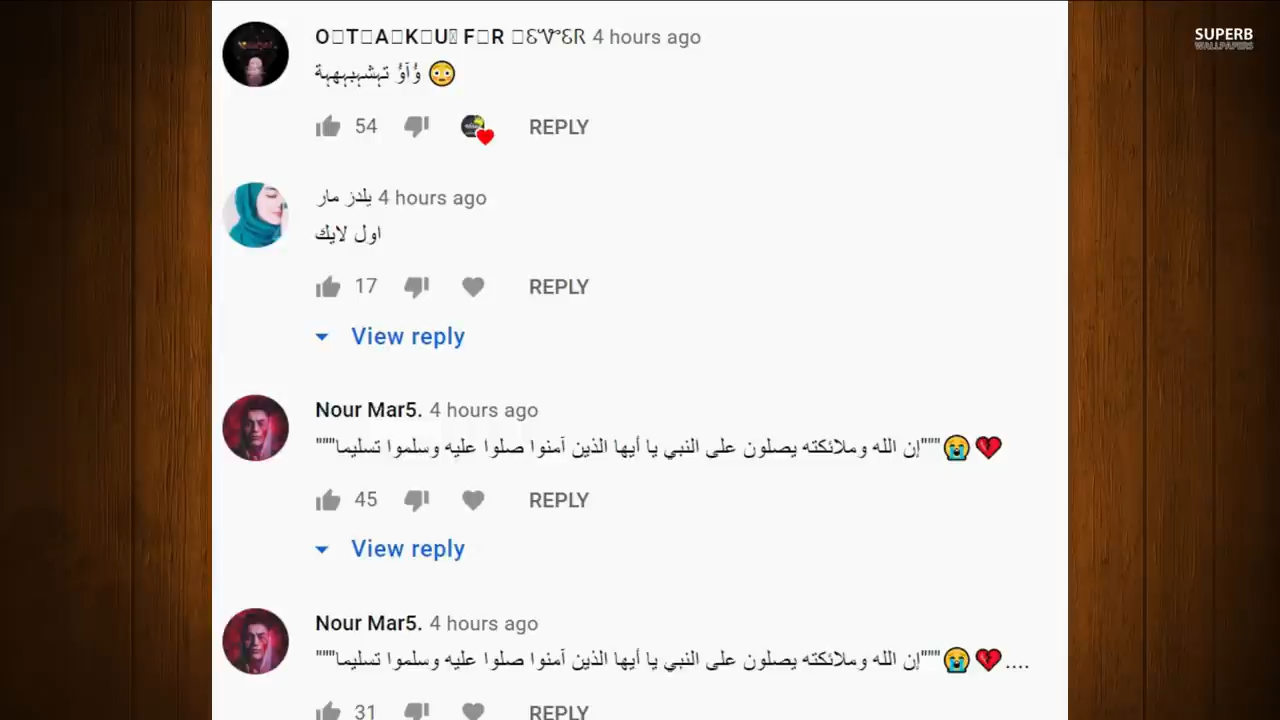 SUPERB
WALLPAPERS
O□T□A□K□U□ F□R □ꏂ꒦ꏂR 4 hours ago
54
REPLY
يلدز مار 4 hours ago
اول لايك
17
REPLY
View reply
Nour Mar5. 4 hours ago
"""إن الله وملائكته يصلون على النبي يا أيها الذين آمنوا صلوا عليه وسلموا تسليما"""😭💔
45
REPLY
View reply
Nour Mar5. 4 hours ago
"""إن الله وملائكته يصلون على النبي يا أيها الذين آمنوا صلوا عليه وسلموا تسليما"""😭💔....
31
REPLY